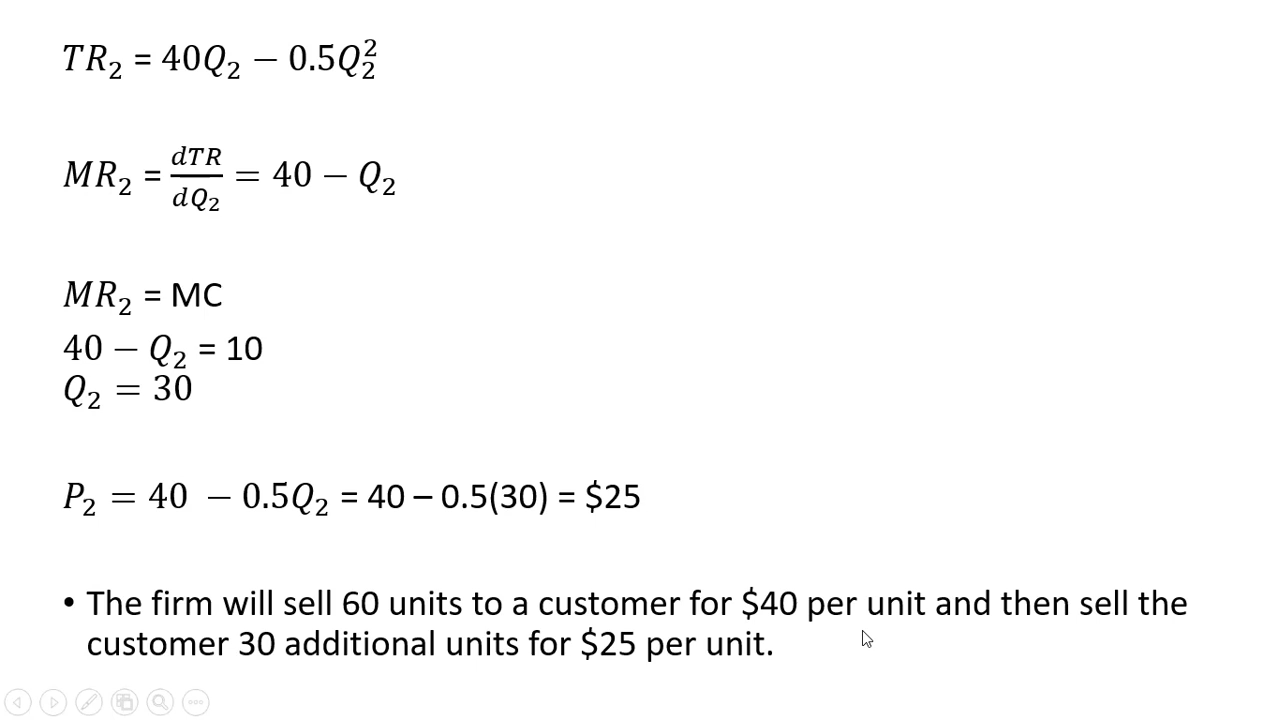 TR₂ = 40Q₂ − 0.5Q₂²
MR₂ = dTR/dQ₂ = 40 − Q₂
MR₂ = MC
40 − Q₂ = 10
Q₂ = 30
P₂ = 40 − 0.5Q₂ = 40 – 0.5(30) = $25
• The firm will sell 60 units to a customer for $40 per unit and then sell the
customer 30 additional units for $25 per unit.